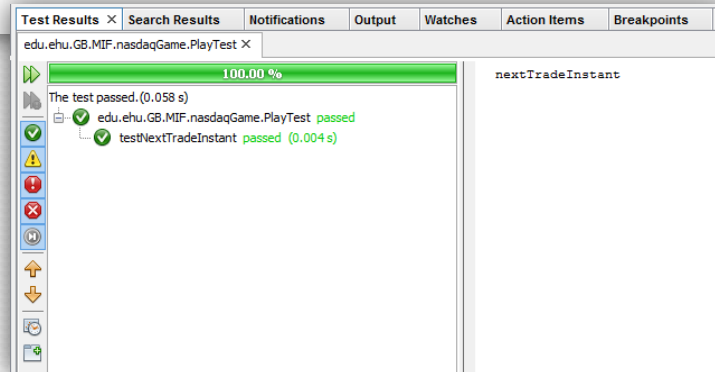 Test Results Search Results Notifications Output Watches Action Items Breakpoints
edu.ehu.GB.MIF.nasdaqGame.PlayTest
100.00 %
nextTradeInstant
The test passed.(0.058 s)
edu.ehu.GB.MIF.nasdaqGame.PlayTest passed
testNextTradeInstant passed (0.004 s)